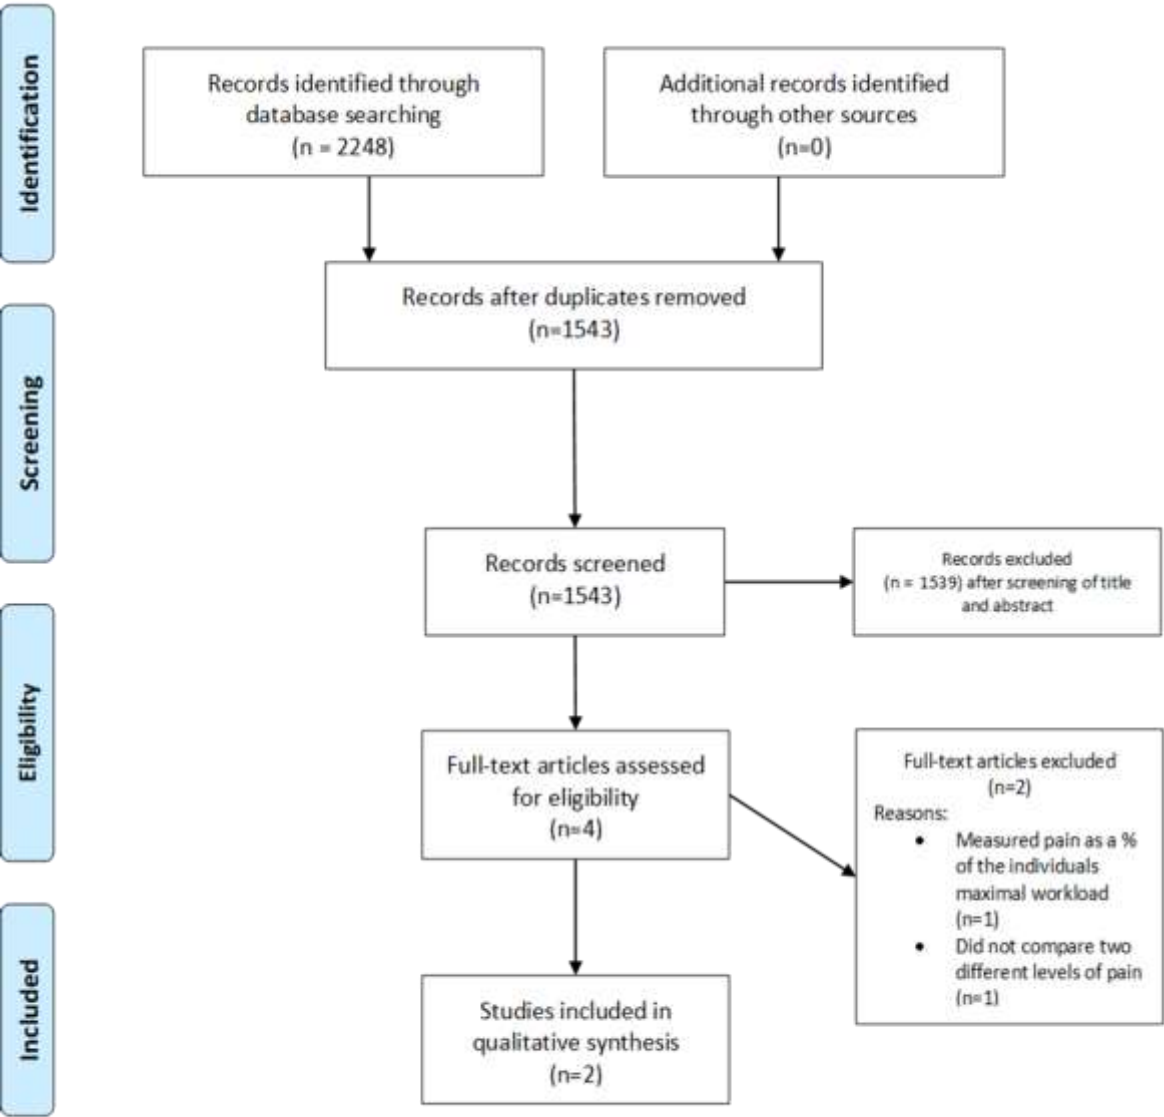 Identification
Records identified through
database searching
(n = 2248)
Additional records identified
through other sources
(n=0)
Records after duplicates removed
(n=1543)
Screening
Records screened
(n=1543)
Records excluded
(n = 1539) after screening of title
and abstract
Eligibility
Full-text articles assessed
for eligibility
(n=4)
Full-text articles excluded
(n=2)
Reasons:
• Measured pain as a %
of the individuals
maximal workload
(n=1)
• Did not compare two
different levels of pain
(n=1)
Included
Studies included in
qualitative synthesis
(n=2)